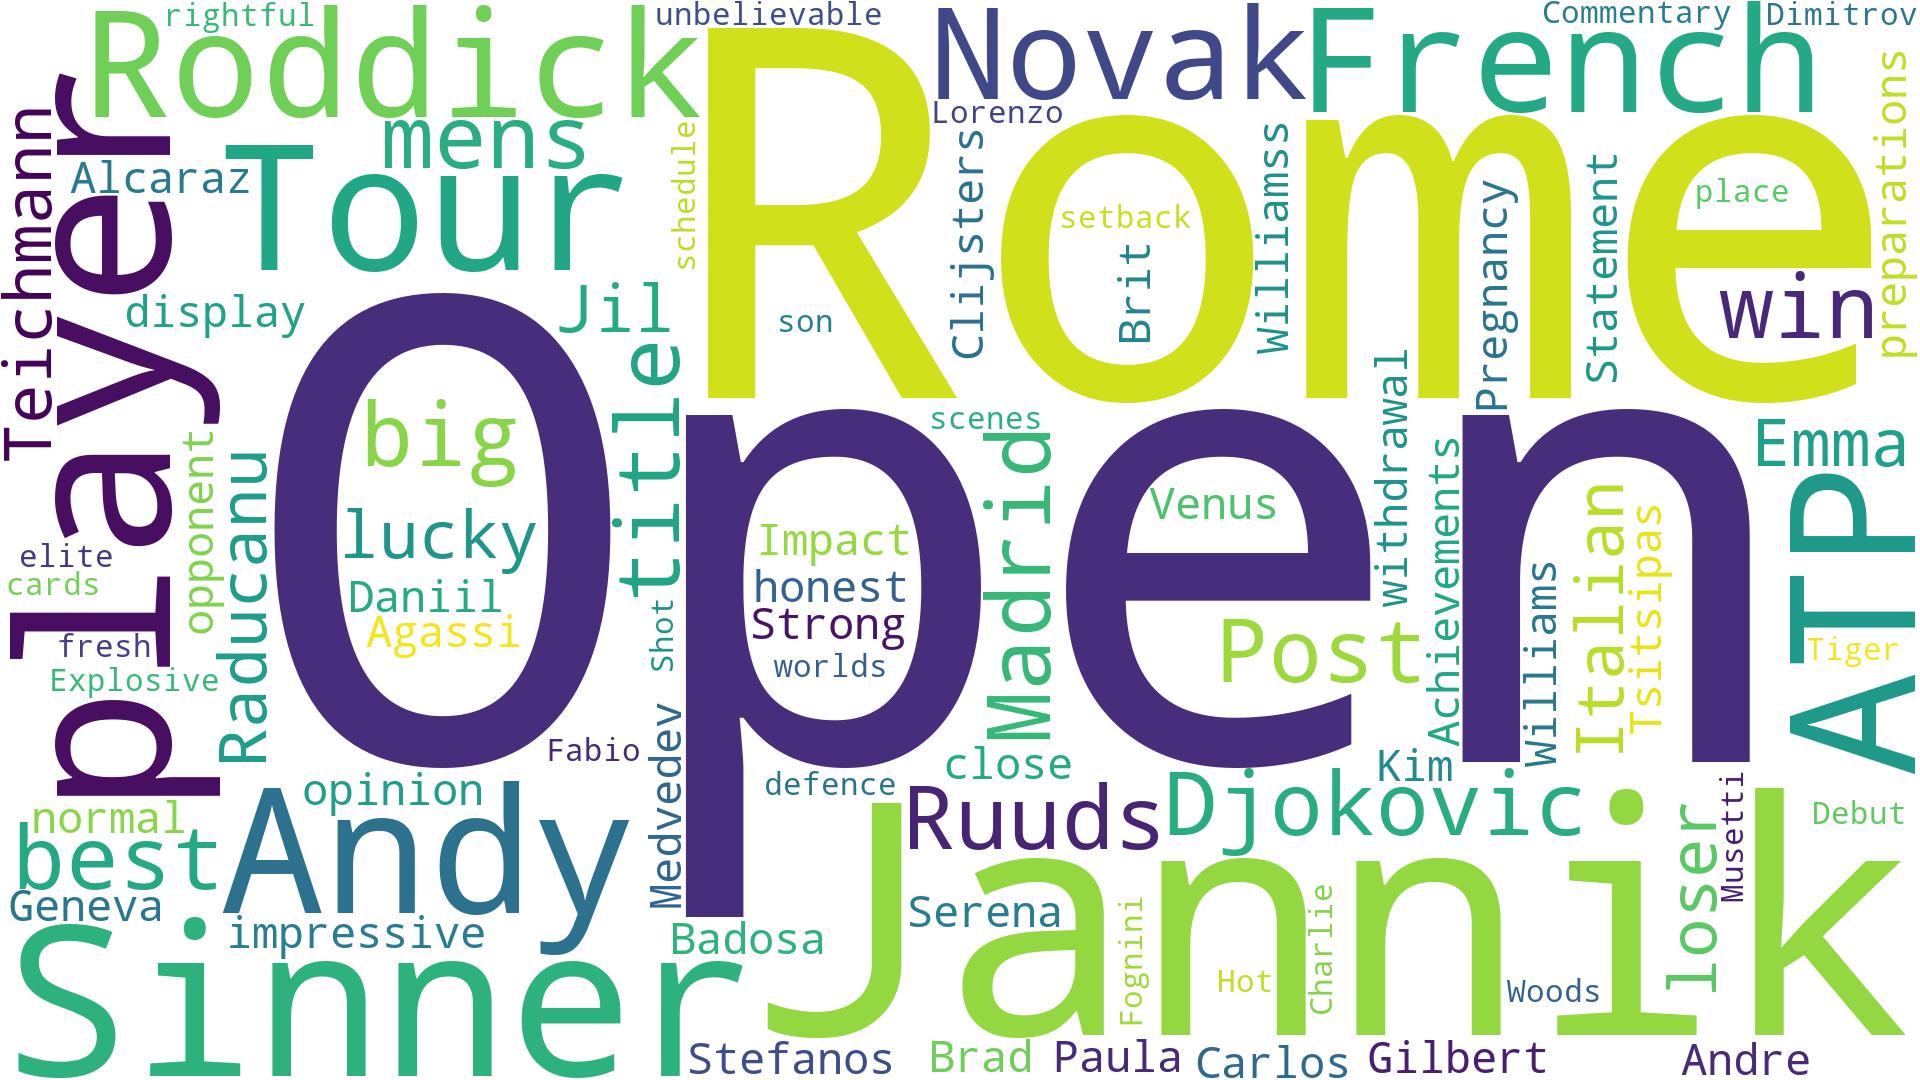 rightful
unbelievable
Commentary
Dimitrov
Roddick
Rome
Novak
French
Lorenzo
mens
schedule
Clijsters
Williamss
Pregnancy
Statement
place
preparations
Teichmann
player
Alcaraz
Tour
setback
Brit
display
Jil
son
win
title
big
scenes
Madrid
withdrawal
Achievements
Emma
Open
opponent
Raducanu
lucky
Impact
Venus
honest
Daniil
Agassi
Strong
worlds
Shot
Post
Williams
Italian
Tsitsipas
Tiger
ATP
elite
cards
fresh
Explosive
Fabio
Medvedev
close
defence
Kim
opinion
Andy
normal
best
Ruuds
Djokovic
loser
Musetti
Debut
Geneva
impressive
Serena
Jannik
Fognini
Charlie
Badosa
Sinner
Hot
Woods
Stefanos
Brad
Paula
Carlos
Gilbert
Andre